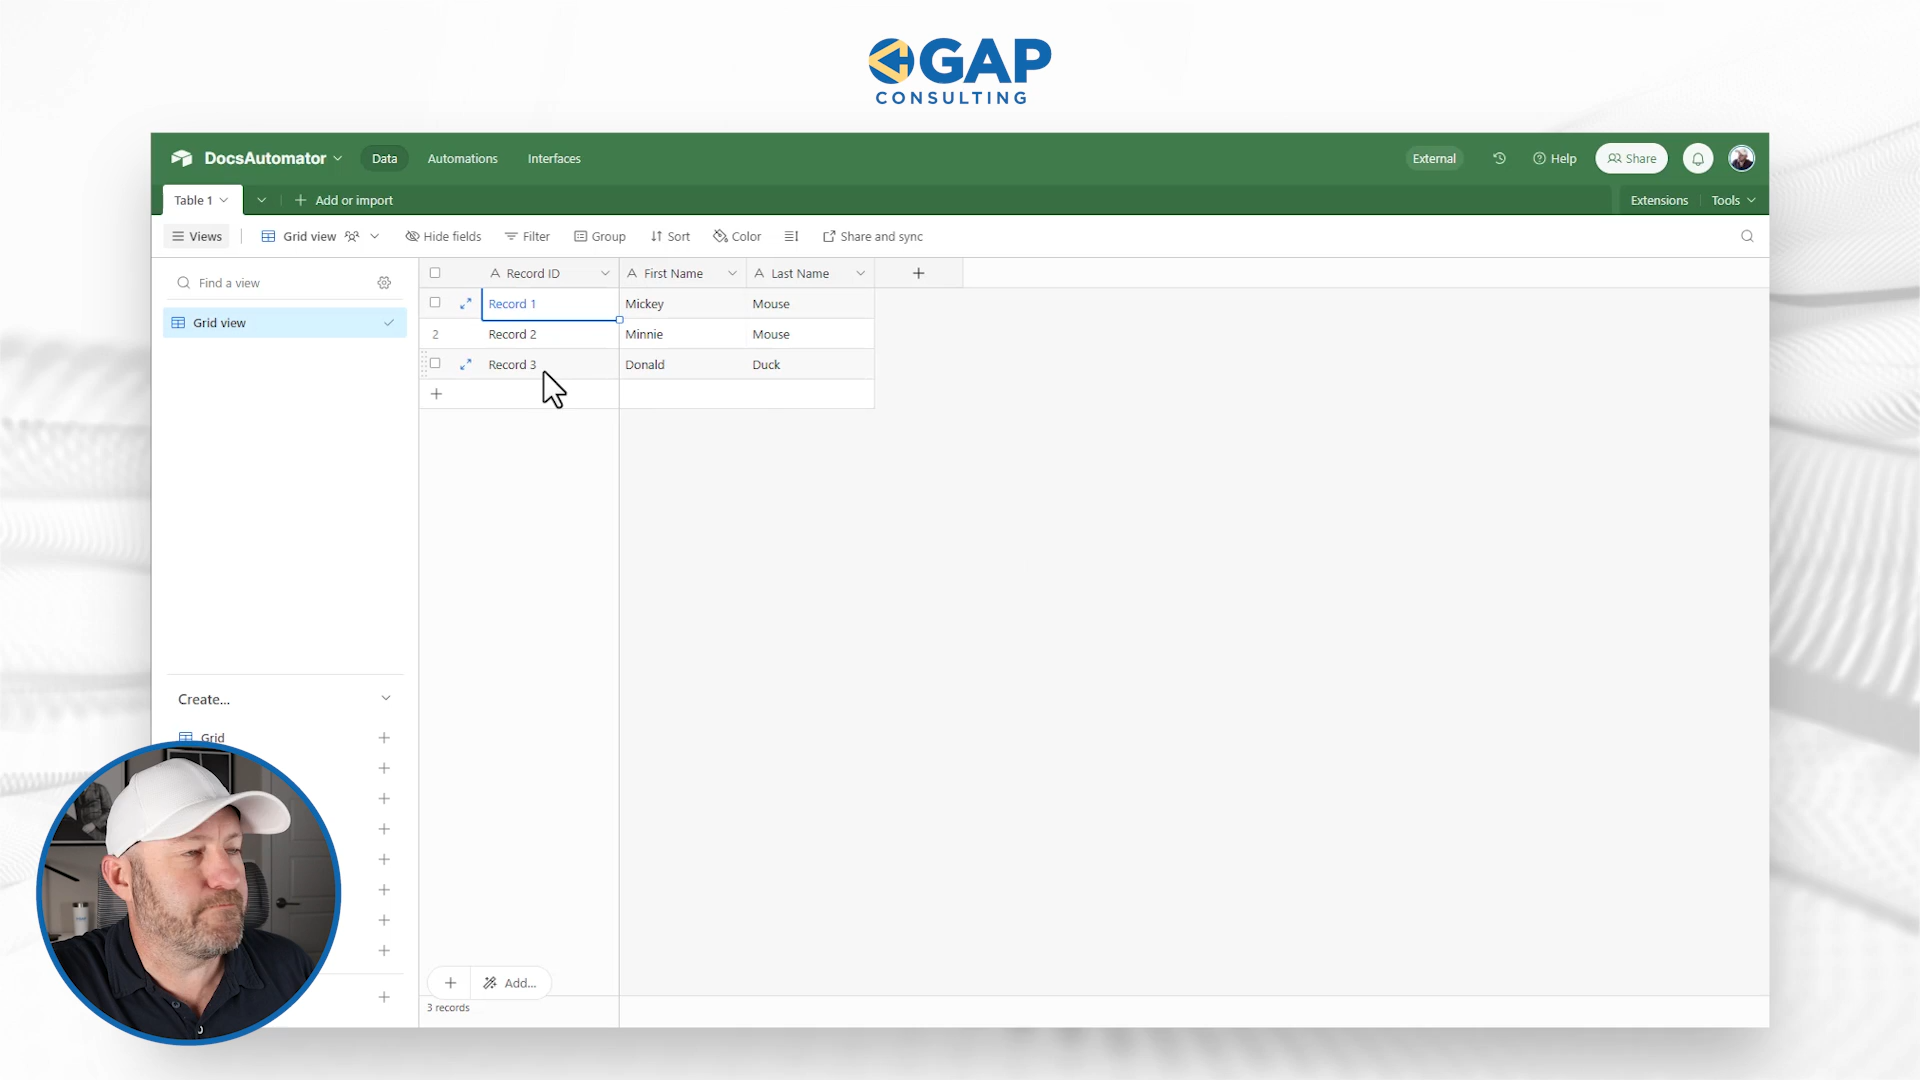 GAP
CONSULTING
DocsAutomator
Data
Automations
Interfaces
External
Help
Share
Table 1
Add or import
Extensions
Tools
Views
Grid view
Hide fields
Filter
Group
Sort
Color
Share and sync
Find a view
Grid view
A Record ID
A First Name
A Last Name
Record 1
Mickey
Mouse
2
Record 2
Minnie
Mouse
Record 3
Donald
Duck
Create...
Grid
Add...
3 records